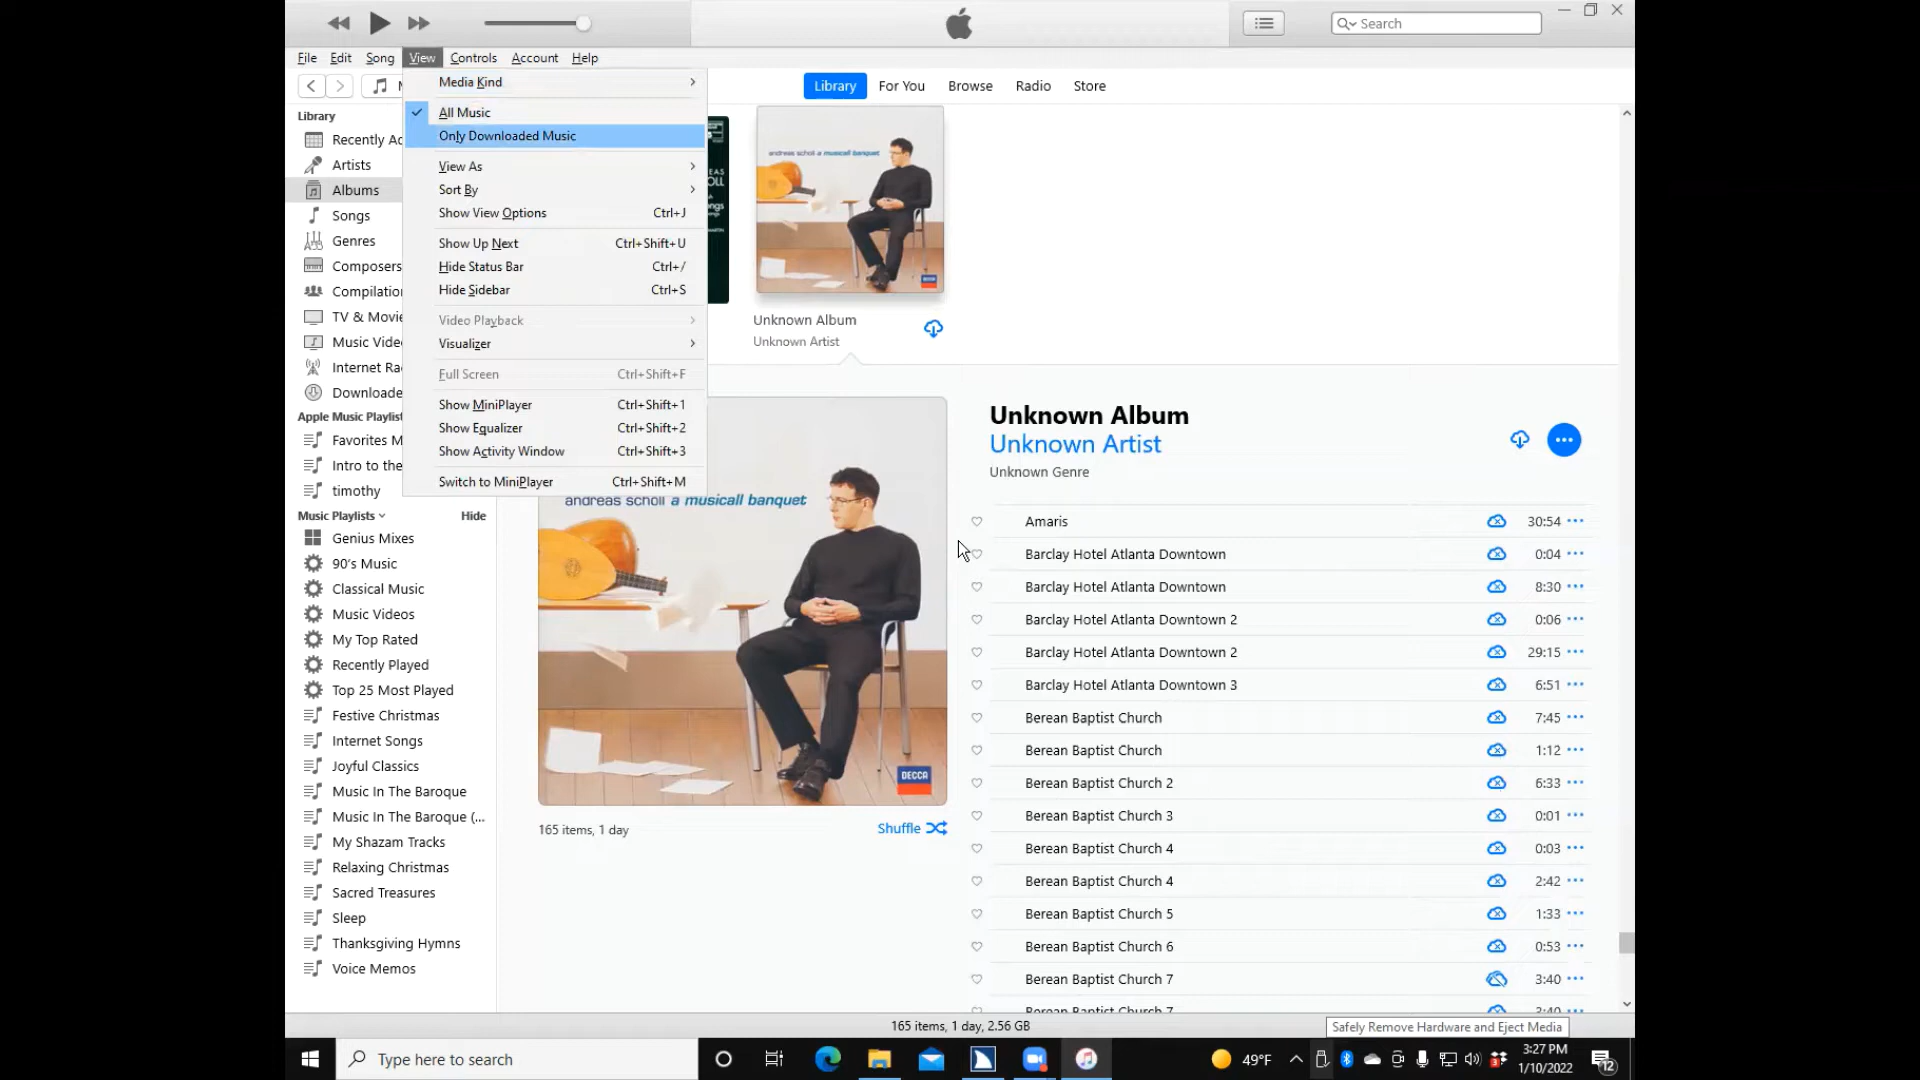 Search
File Edit Song View Controls Account Help
Library For You Browse Radio Store
Media Kind
All Music
Only Downloaded Music
View As
Sort By
Show View Options Ctrl+J
Show Up Next Ctrl+Shift+U
Hide Status Bar Ctrl+/
Hide Sidebar Ctrl+S
Video Playback
Visualizer
Full Screen Ctrl+Shift+F
Show MiniPlayer Ctrl+Shift+1
Show Equalizer Ctrl+Shift+2
Show Activity Window Ctrl+Shift+3
Switch to MiniPlayer Ctrl+Shift+M
Library
Recently Ad
Artists
Albums
Songs
Genres
Composers
Compilation
TV & Movie
Music Vide
Internet Ra
Downloade
Apple Music Playlist
Favorites M
Intro to the
timothy
Music Playlists Hide
Genius Mixes
90's Music
Classical Music
Music Videos
My Top Rated
Recently Played
Top 25 Most Played
Festive Christmas
Internet Songs
Joyful Classics
Music In The Baroque
Music In The Baroque (...
My Shazam Tracks
Relaxing Christmas
Sacred Treasures
Sleep
Thanksgiving Hymns
Voice Memos
andreas scholl a musicall banquet
Unknown Album
Unknown Artist
andreas scholl a musicall banquet
DECCA
165 items, 1 day
Shuffle
Unknown Album
Unknown Artist
Unknown Genre
Amaris 30:54
Barclay Hotel Atlanta Downtown 0:04
Barclay Hotel Atlanta Downtown 8:30
Barclay Hotel Atlanta Downtown 2 0:06
Barclay Hotel Atlanta Downtown 2 29:15
Barclay Hotel Atlanta Downtown 3 6:51
Berean Baptist Church 7:45
Berean Baptist Church 1:12
Berean Baptist Church 2 6:33
Berean Baptist Church 3 0:01
Berean Baptist Church 4 0:03
Berean Baptist Church 4 2:42
Berean Baptist Church 5 1:33
Berean Baptist Church 6 0:53
Berean Baptist Church 7 3:40
Berean Baptist Church 7 3:40
165 items, 1 day, 2.56 GB
Safely Remove Hardware and Eject Media
Type here to search
49°F
3:27 PM
1/10/2022
12